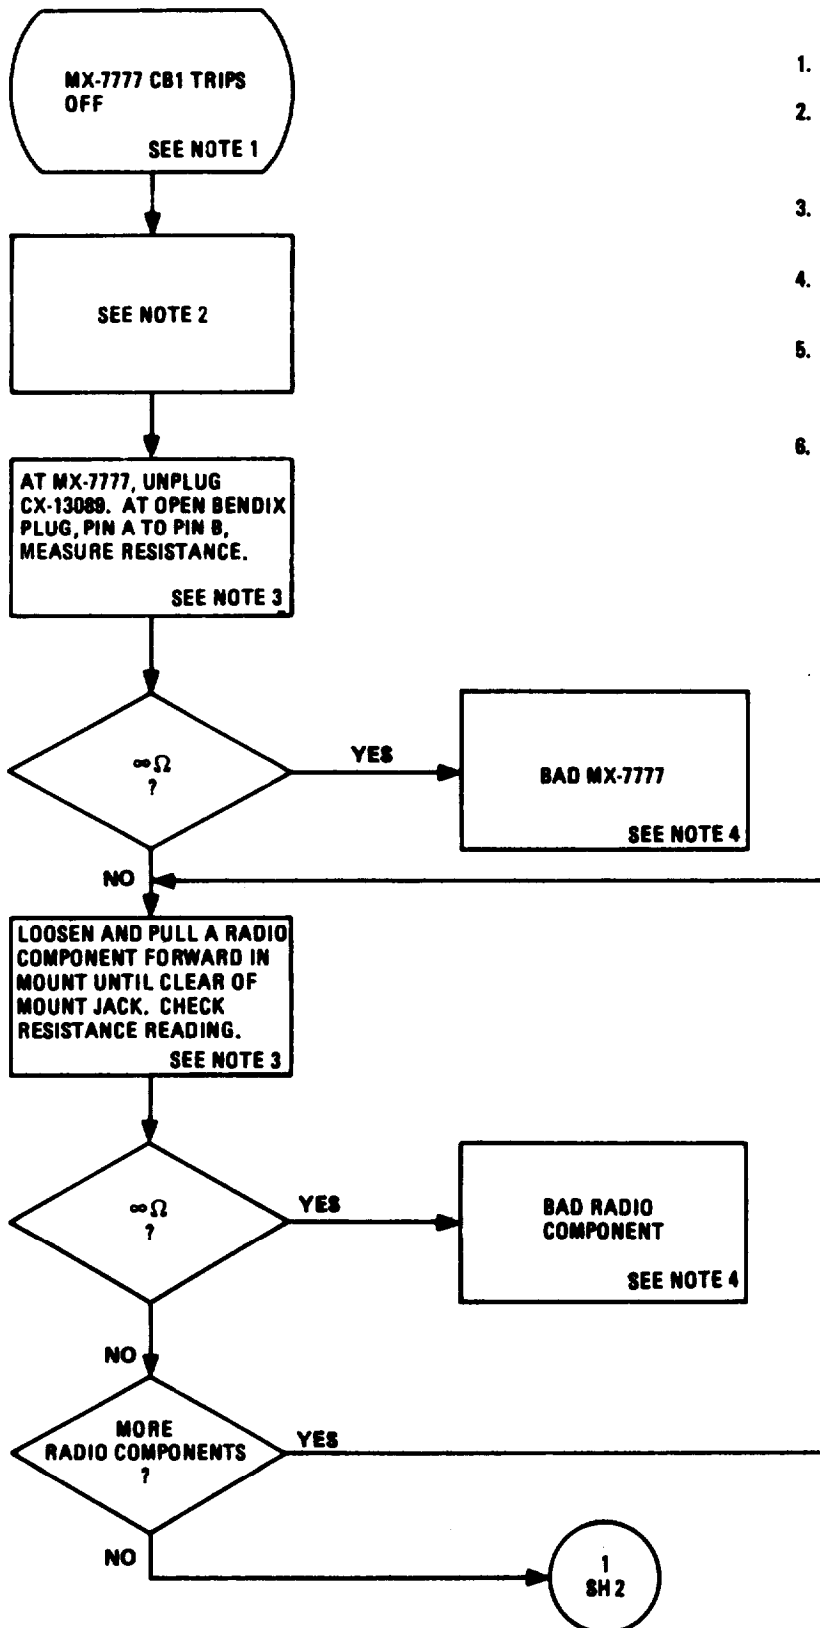 MX-7777 CB1 TRIPS
OFF
SEE NOTE 1
SEE NOTE 2
AT MX-7777, UNPLUG
CX-13089. AT OPEN BENDIX
PLUG, PIN A TO PIN B,
MEASURE RESISTANCE.
SEE NOTE 3
∞ Ω
?
YES
BAD MX-7777
SEE NOTE 4
NO
LOOSEN AND PULL A RADIO
COMPONENT FORWARD IN
MOUNT UNTIL CLEAR OF
MOUNT JACK. CHECK
RESISTANCE READING.
SEE NOTE 3
∞ Ω
?
YES
BAD RADIO
COMPONENT
SEE NOTE 4
NO
MORE
RADIO COMPONENTS
?
YES
NO
1
SH 2
1.
2.
3.
4.
5.
6.